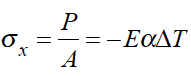 σₓ = P/A = −EαΔT